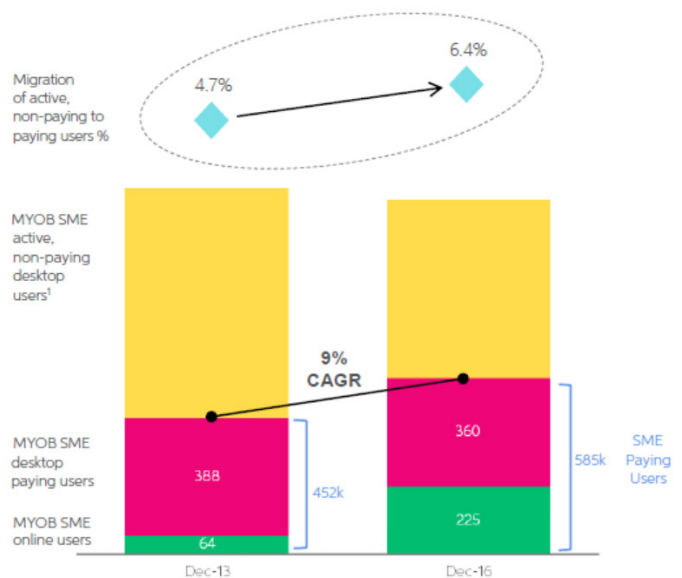 6.4%
4.7%
Migration
of active,
non-paying to
paying users %
MYOB SME
active,
non-paying
desktop
users¹
9%
CAGR
MYOB SME
desktop
paying users
388
360
452k
585k
SME
Paying
Users
MYOB SME
online users
64
225
Dec-13
Dec-16